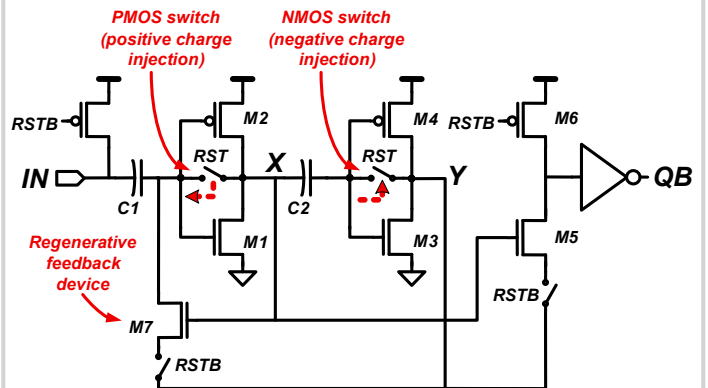 PMOS switch
(positive charge
injection)
NMOS switch
(negative charge
injection)
RSTB
M2
M4
RSTB
M6
RST
RST
IN
X
Y
QB
C1
C2
M1
M3
M5
Regenerative
feedback
device
RSTB
M7
RSTB